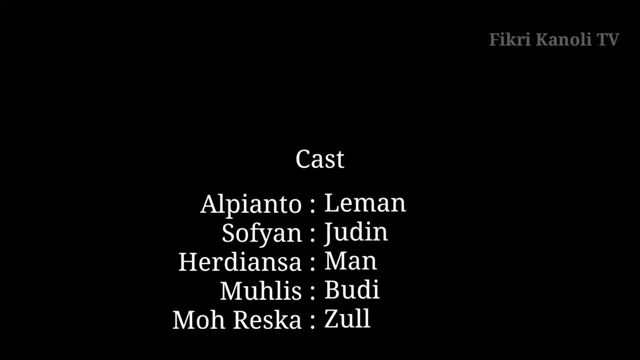 Fikri Kanoli TV
Cast
Alpianto : Leman
Sofyan : Judin
Herdiansa : Man
Muhlis : Budi
Moh Reska : Zull